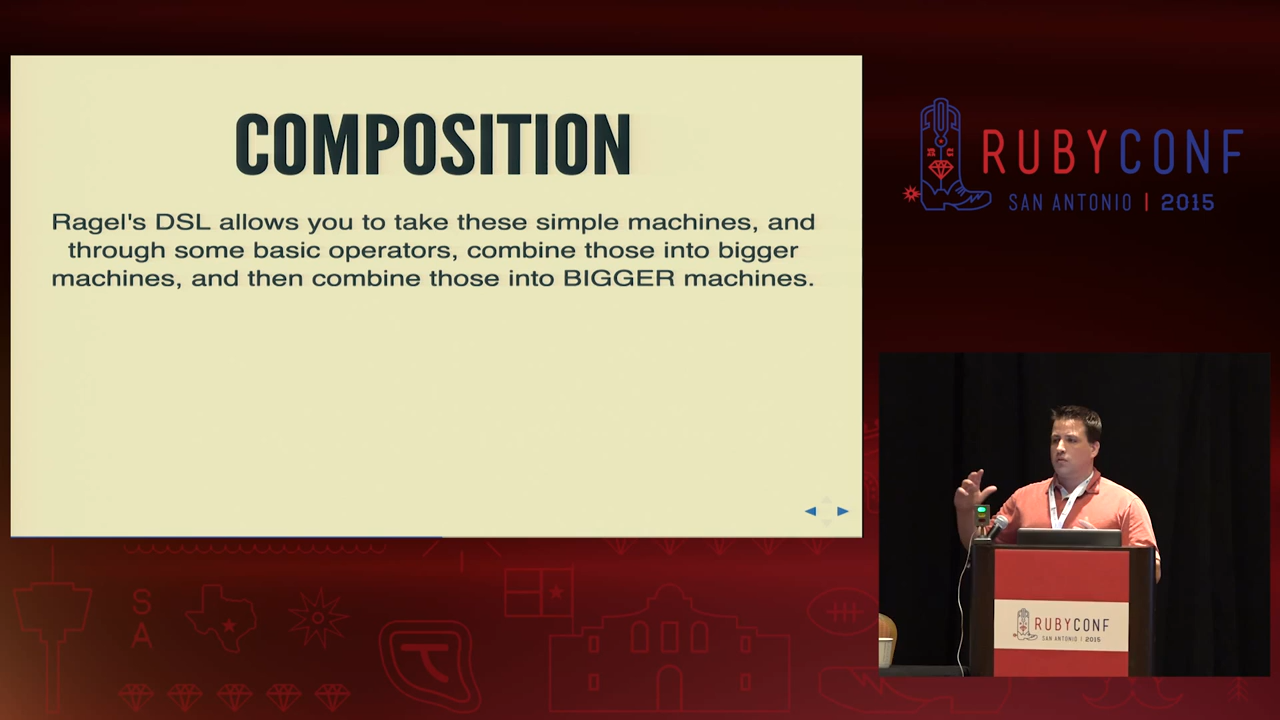 COMPOSITION
Ragel's DSL allows you to take these simple machines, and
through some basic operators, combine those into bigger
machines, and then combine those into BIGGER machines.
RUBYCONF
SAN ANTONIO | 2015
RUBYCONF
SAN ANTONIO | 2015
S
A